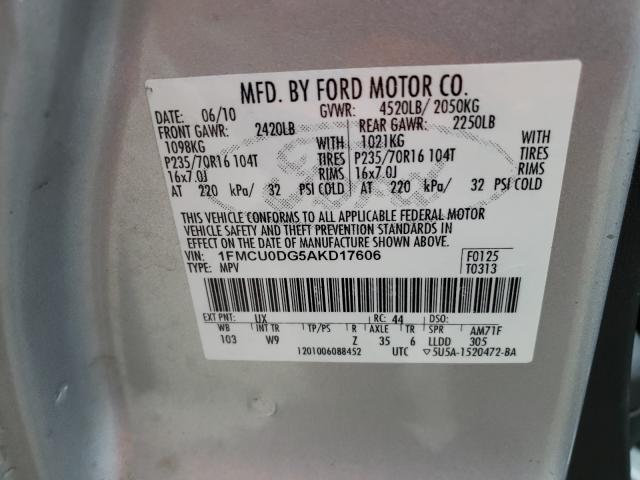 MFD. BY FORD MOTOR CO.
DATE: 06/10 GVWR: 4520LB/ 2050KG
FRONT GAWR: 2420LB REAR GAWR: 2250LB
1098KG WITH 1021KG WITH
P235/70R16 104T TIRES P235/70R16 104T TIRES
16x7.0J RIMS 16x7.0J RIMS
AT 220 kPa/ 32 PSI COLD AT 220 kPa/ 32 PSI COLD
THIS VEHICLE CONFORMS TO ALL APPLICABLE FEDERAL MOTOR
VEHICLE SAFETY AND THEFT PREVENTION STANDARDS IN
EFFECT ON THE DATE OF MANUFACTURE SHOWN ABOVE.
VIN: 1FMCU0DG5AKD17606 F0125
TYPE: MPV T0313
EXT PNT: UX RC: 44 DSO:
WB INT TR TP/PS R AXLE TR SPR AM71F
103 W9 Z 35 6 LLDD 305
1201006088452 UTC ▽5U5A-1520472-BA
Ford